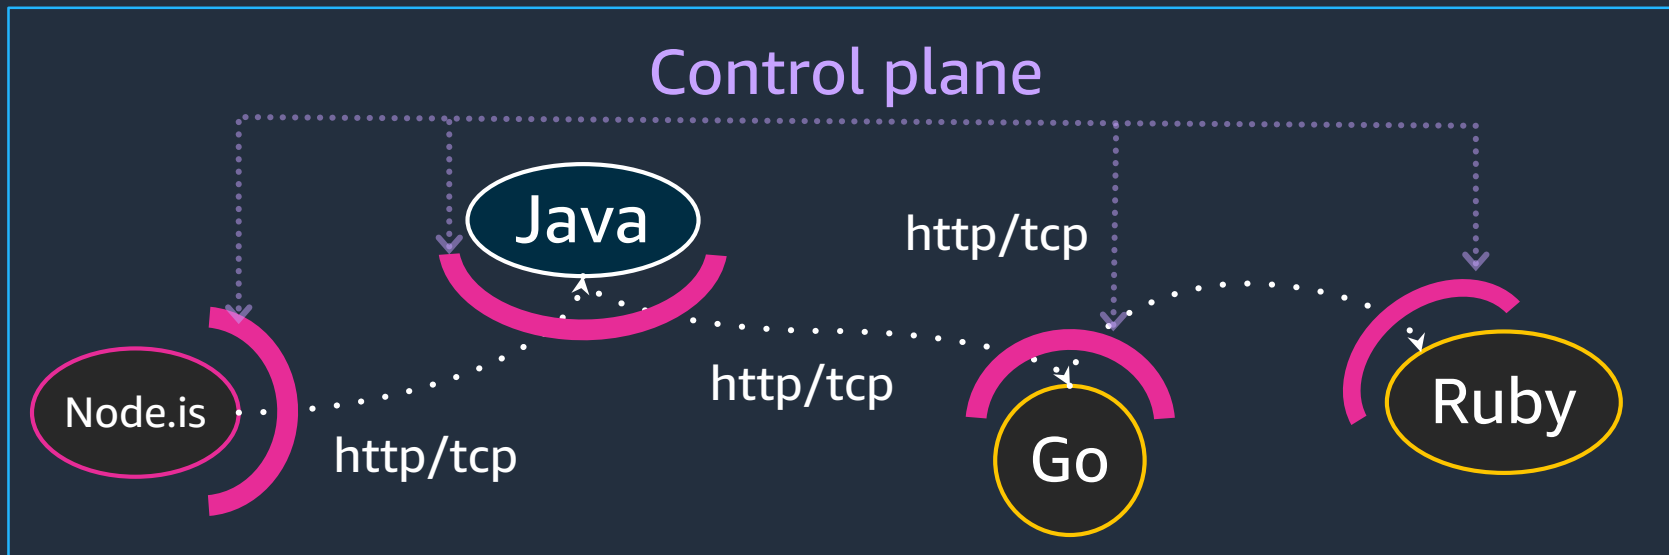 Control plane
Java
http/tcp
http/tcp
Node.is
Ruby
http/tcp
Go